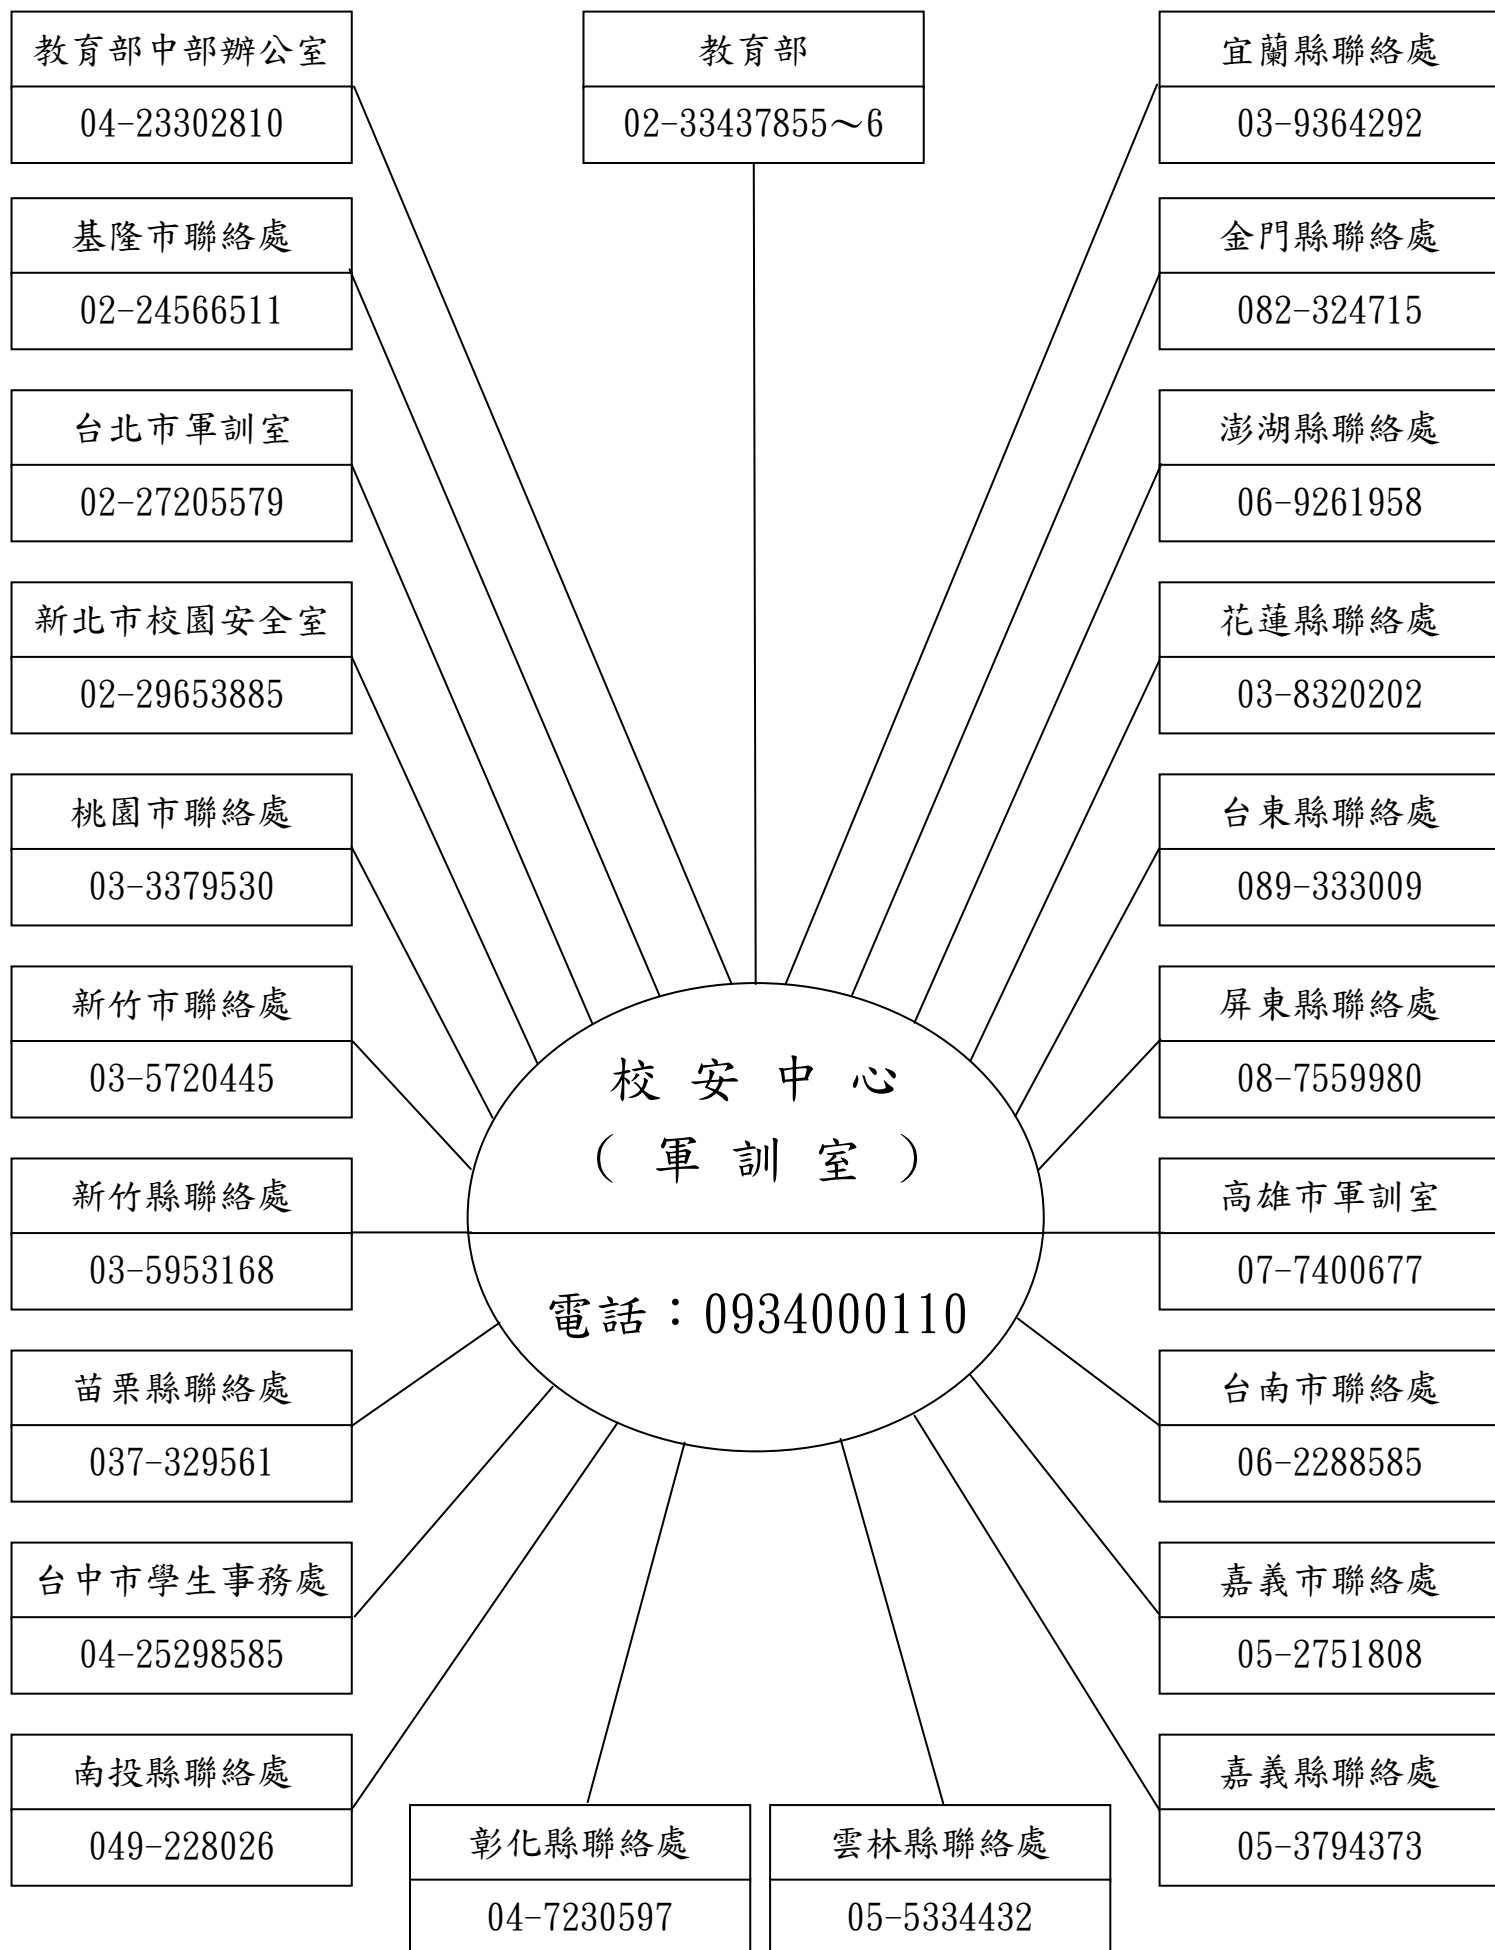 教育部中部辦公室
04-23302810
教育部
02-33437855～6
宜蘭縣聯絡處
03-9364292
基隆市聯絡處
02-24566511
金門縣聯絡處
082-324715
台北市軍訓室
02-27205579
澎湖縣聯絡處
06-9261958
新北市校園安全室
02-29653885
花蓮縣聯絡處
03-8320202
桃園市聯絡處
03-3379530
台東縣聯絡處
089-333009
新竹市聯絡處
03-5720445
屏東縣聯絡處
08-7559980
校安中心
（軍訓室）
電話：0934000110
新竹縣聯絡處
03-5953168
高雄市軍訓室
07-7400677
苗栗縣聯絡處
037-329561
台南市聯絡處
06-2288585
台中市學生事務處
04-25298585
嘉義市聯絡處
05-2751808
南投縣聯絡處
049-228026
嘉義縣聯絡處
05-3794373
彰化縣聯絡處
04-7230597
雲林縣聯絡處
05-5334432